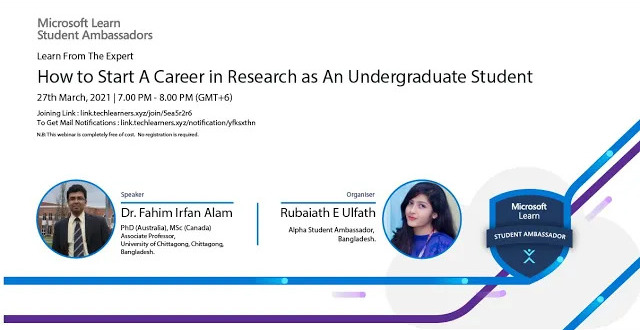 Microsoft Learn
Student Ambassadors
Learn From The Expert
How to Start A Career in Research as An Undergraduate Student
27th March, 2021 | 7.00 PM - 8.00 PM (GMT+6)
Joining Link : link.techlearners.xyz/join/5ea5r2r6
To Get Mail Notifications : link.techlearners.xyz/notification/yfksxthn
N.B: This webinar is completely free of cost. No registration is required.
Speaker
Dr. Fahim Irfan Alam
PhD (Australia), MSc (Canada)
Associate Professor,
University of Chittagong, Chittagong,
Bangladesh.
Organiser
Rubaiath E Ulfath
Alpha Student Ambassador,
Bangladesh.
Microsoft
Learn
STUDENT AMBASSADOR